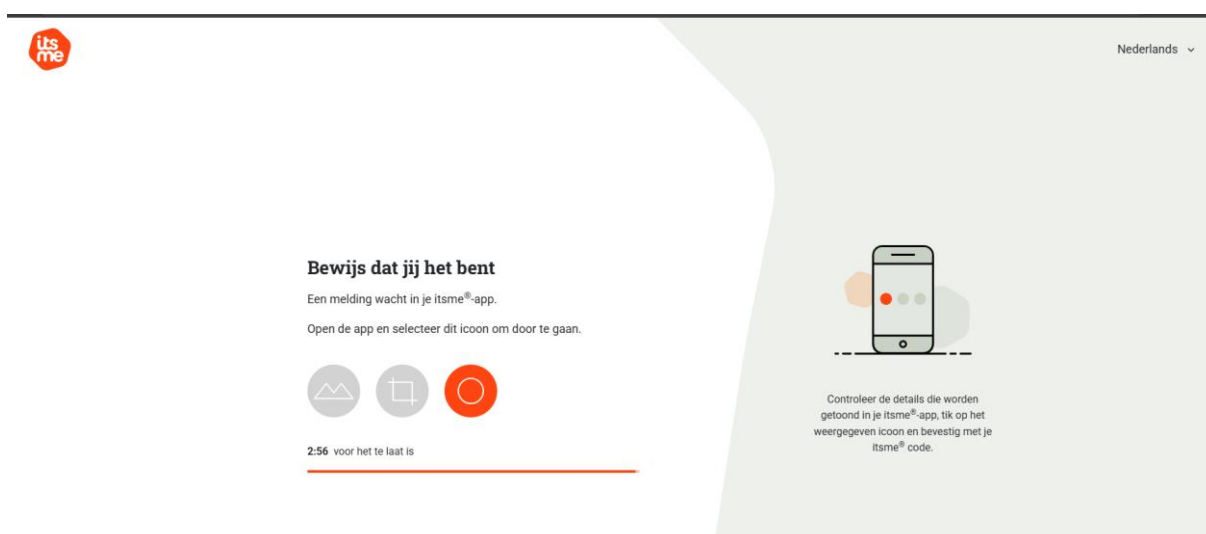 its
me
Nederlands
Bewijs dat jij het bent
Een melding wacht in je itsme®-app.
Open de app en selecteer dit icoon om door te gaan.
2:56 voor het te laat is
Controleer de details die worden
getoond in je itsme®-app, tik op het
weergegeven icoon en bevestig met je
itsme® code.